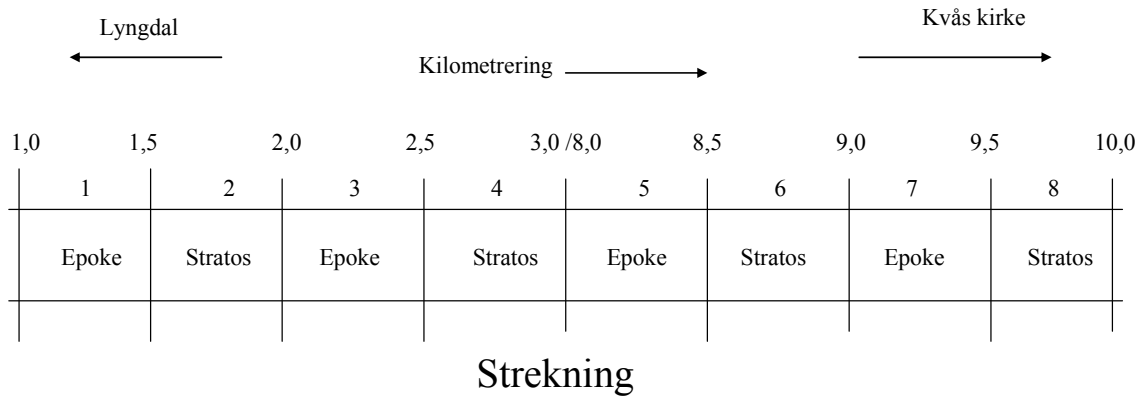 Lyngdal
Kvås kirke
Kilometrering
1,0 1,5 2,0 2,5 3,0 /8,0 8,5 9,0 9,5 10,0
1 2 3 4 5 6 7 8
Epoke Stratos Epoke Stratos Epoke Stratos Epoke Stratos
Strekning